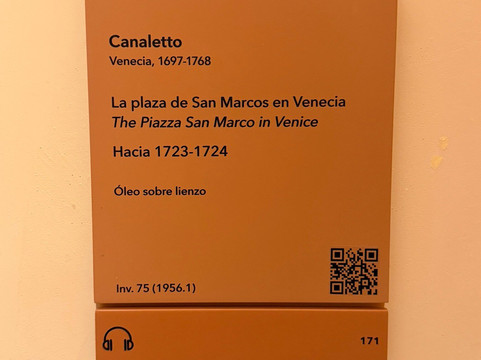 Canaletto
Venecia, 1697-1768
La plaza de San Marcos en Venecia
The Piazza San Marco in Venice
Hacia 1723-1724
Óleo sobre lienzo
Inv. 75 (1956.1)
171